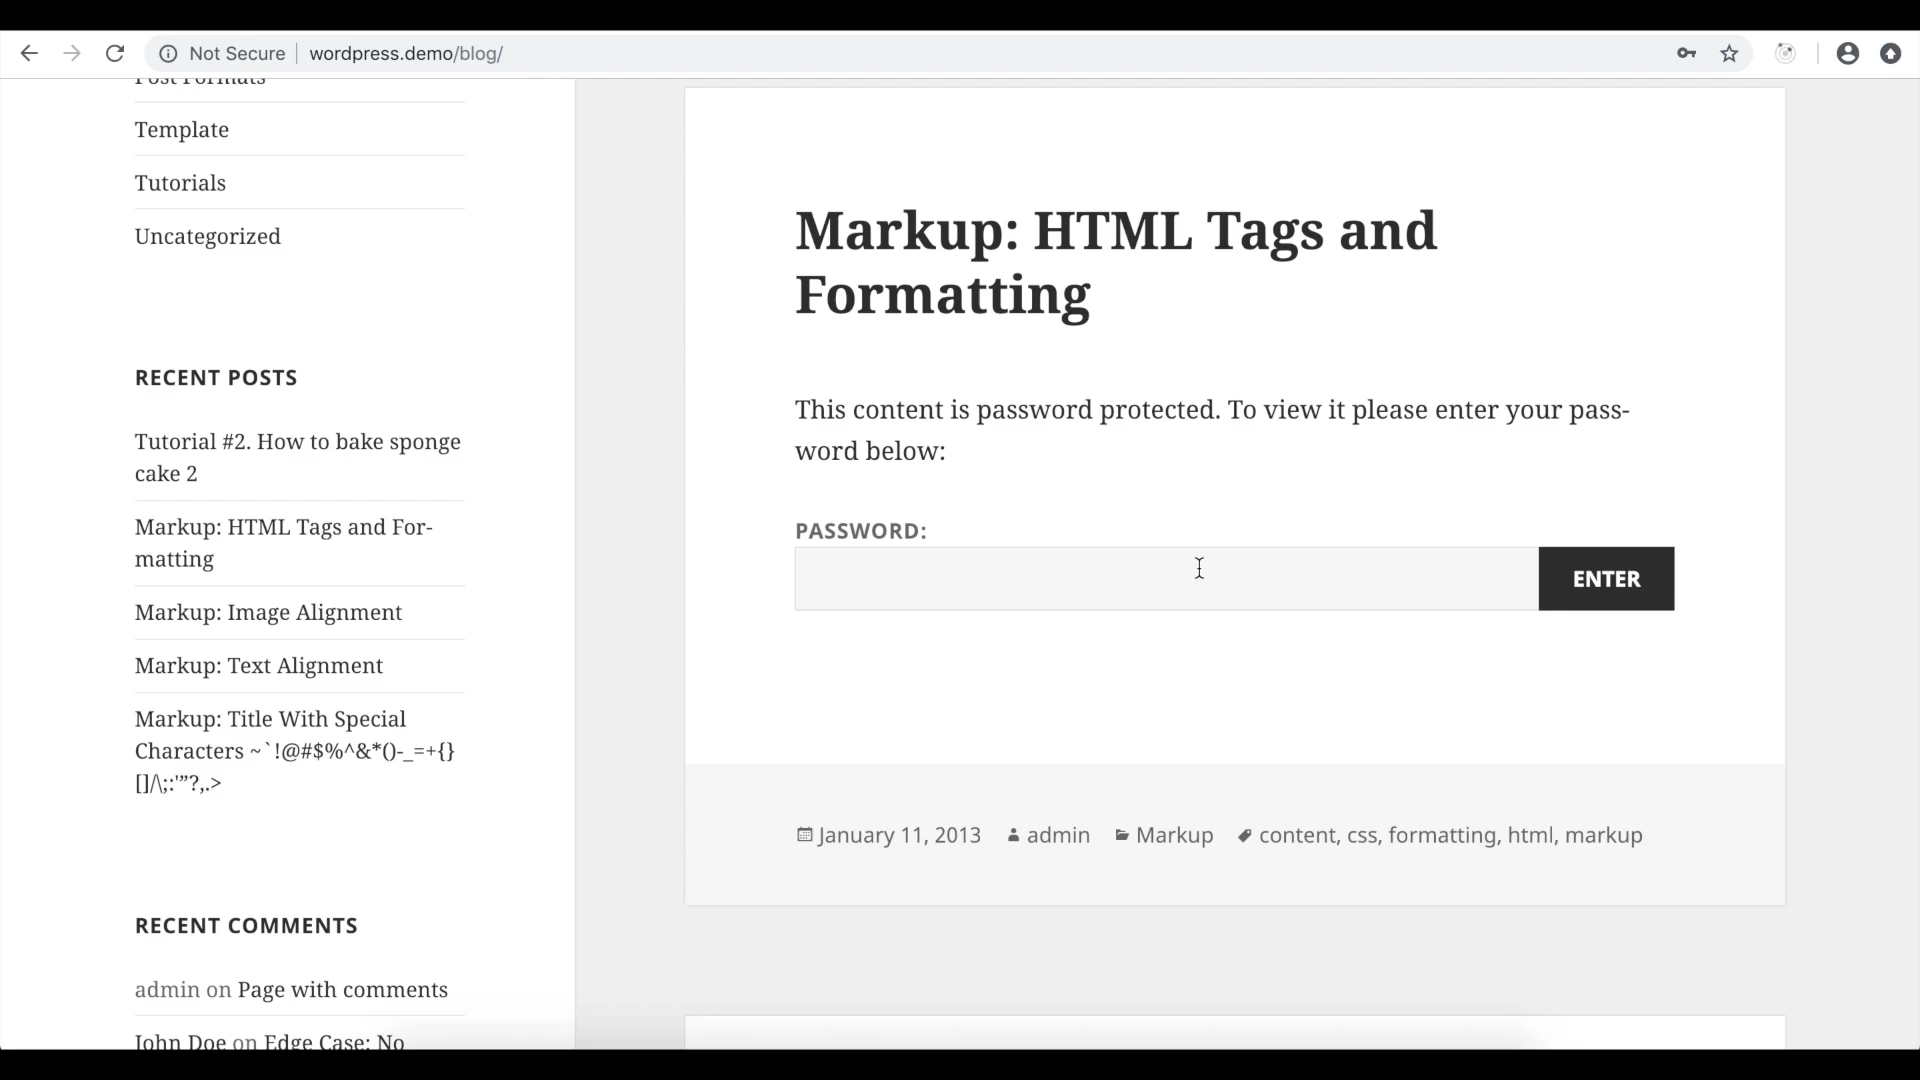 Not Secure wordpress.demo/blog/
Post Formats
Template
Tutorials
Uncategorized
RECENT POSTS
Tutorial #2. How to bake sponge
cake 2
Markup: HTML Tags and For-
matting
Markup: Image Alignment
Markup: Text Alignment
Markup: Title With Special
Characters ~`!@#$%^&*()-_=+{}
[]/\;:'”?,.>
RECENT COMMENTS
admin on Page with comments
John Doe on Edge Case: No
Markup: HTML Tags and
Formatting
This content is password protected. To view it please enter your pass-
word below:
PASSWORD:
ENTER
January 11, 2013 admin Markup content, css, formatting, html, markup